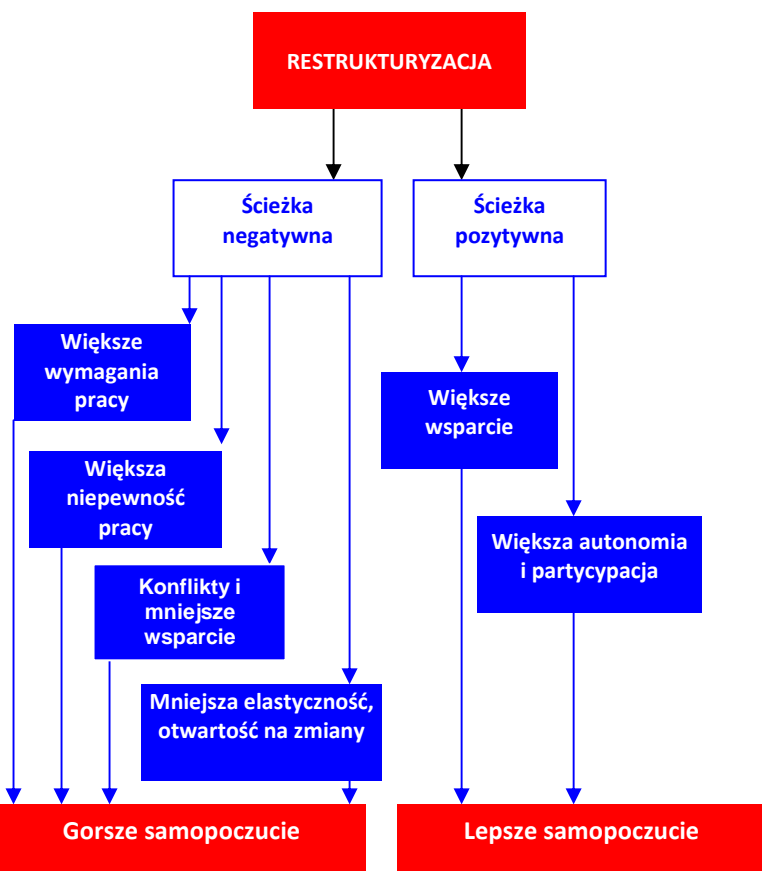 RESTRUKTURYZACJA
Ścieżka
negatywna
Ścieżka
pozytywna
Większe
wymagania
pracy
Większe
wsparcie
Większa
niepewność
pracy
Większa autonomia
i partycypacja
Konflikty i
mniejsze
wsparcie
Mniejsza elastyczność,
otwartość na zmiany
Gorsze samopoczucie
Lepsze samopoczucie